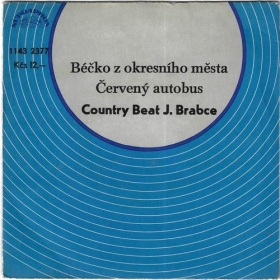 1143 2377
Kčs 12,–
Béčko z okresního města
Červený autobus
Country Beat J. Brabce